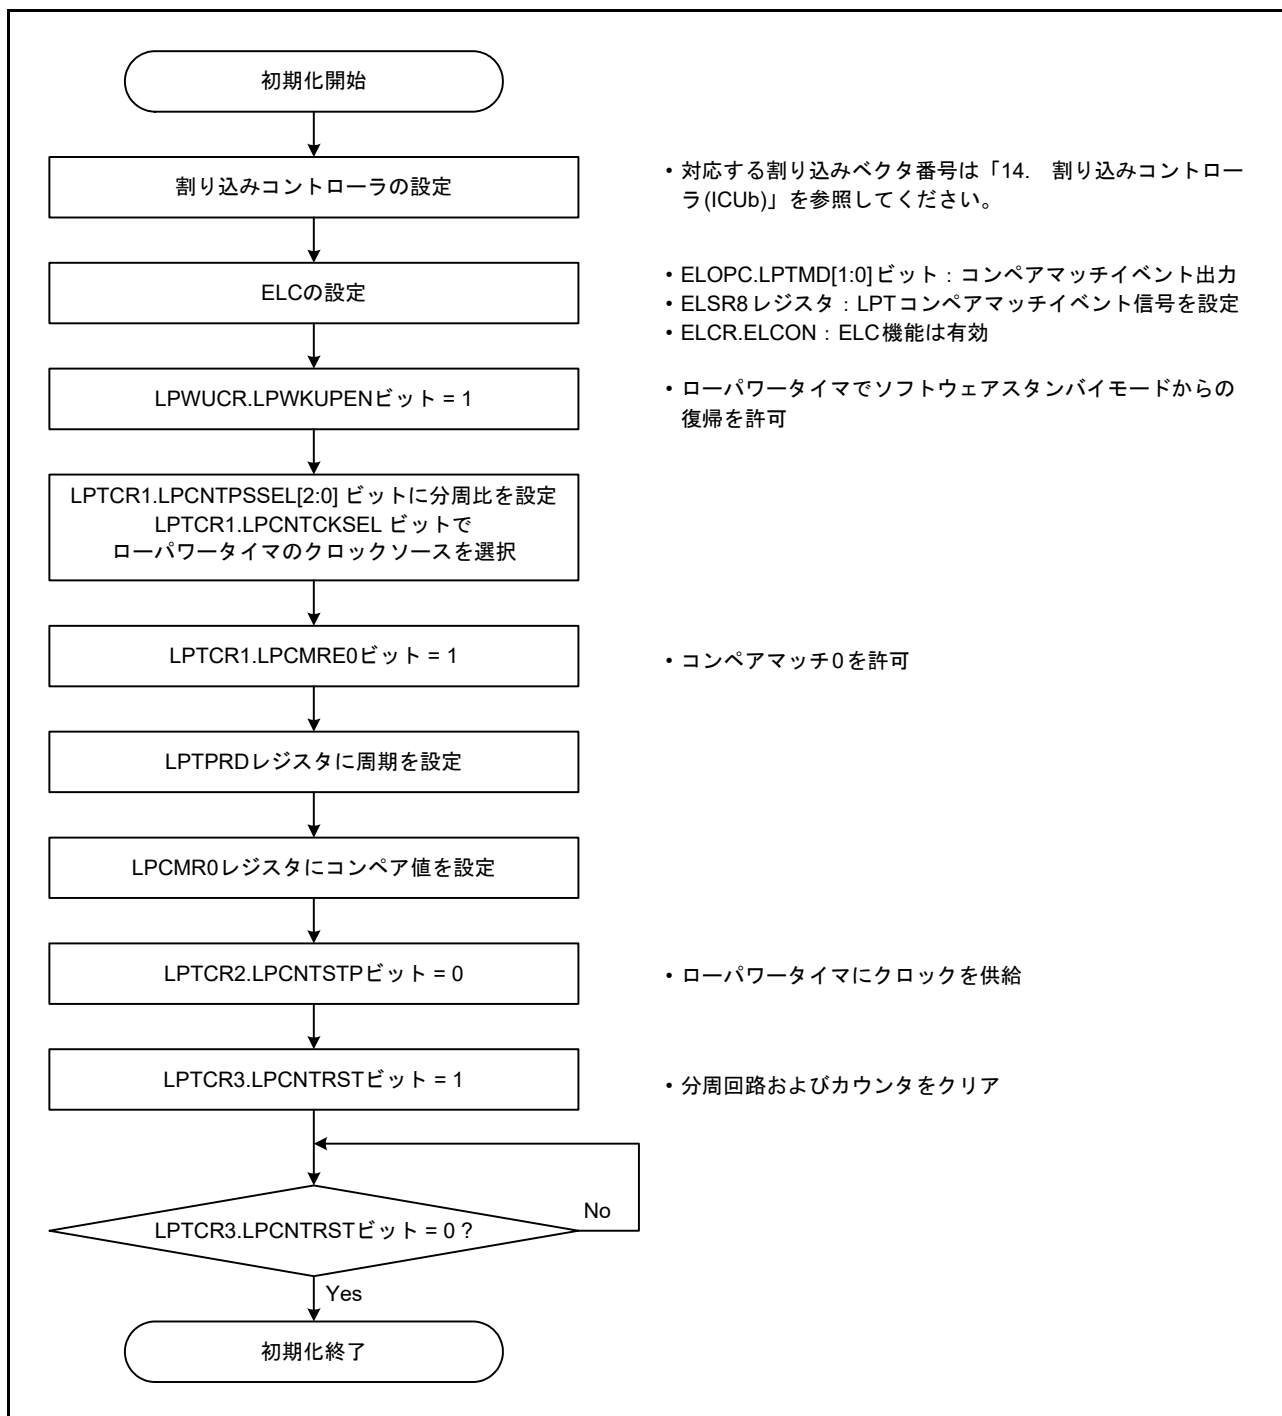 初期化開始
割り込みコントローラの設定
• 対応する割り込みベクタ番号は「14. 割り込みコントロー
ラ(ICUb)」を参照してください。
ELCの設定
• ELOPC.LPTMD[1:0]ビット：コンペアマッチイベント出力
• ELSR8レジスタ：LPTコンペアマッチイベント信号を設定
• ELCR.ELCON：ELC機能は有効
LPWUCR.LPWKUPENビット = 1
• ローパワータイマでソフトウェアスタンバイモードからの
復帰を許可
LPTCR1.LPCNTPSSEL[2:0] ビットに分周比を設定
LPTCR1.LPCNTCKSEL ビットで
ローパワータイマのクロックソースを選択
LPTCR1.LPCMRE0ビット = 1
• コンペアマッチ0を許可
LPTPRDレジスタに周期を設定
LPCMR0レジスタにコンペア値を設定
LPTCR2.LPCNTSTPビット = 0
• ローパワータイマにクロックを供給
LPTCR3.LPCNTRSTビット = 1
• 分周回路およびカウンタをクリア
LPTCR3.LPCNTRSTビット = 0 ?
No
Yes
初期化終了